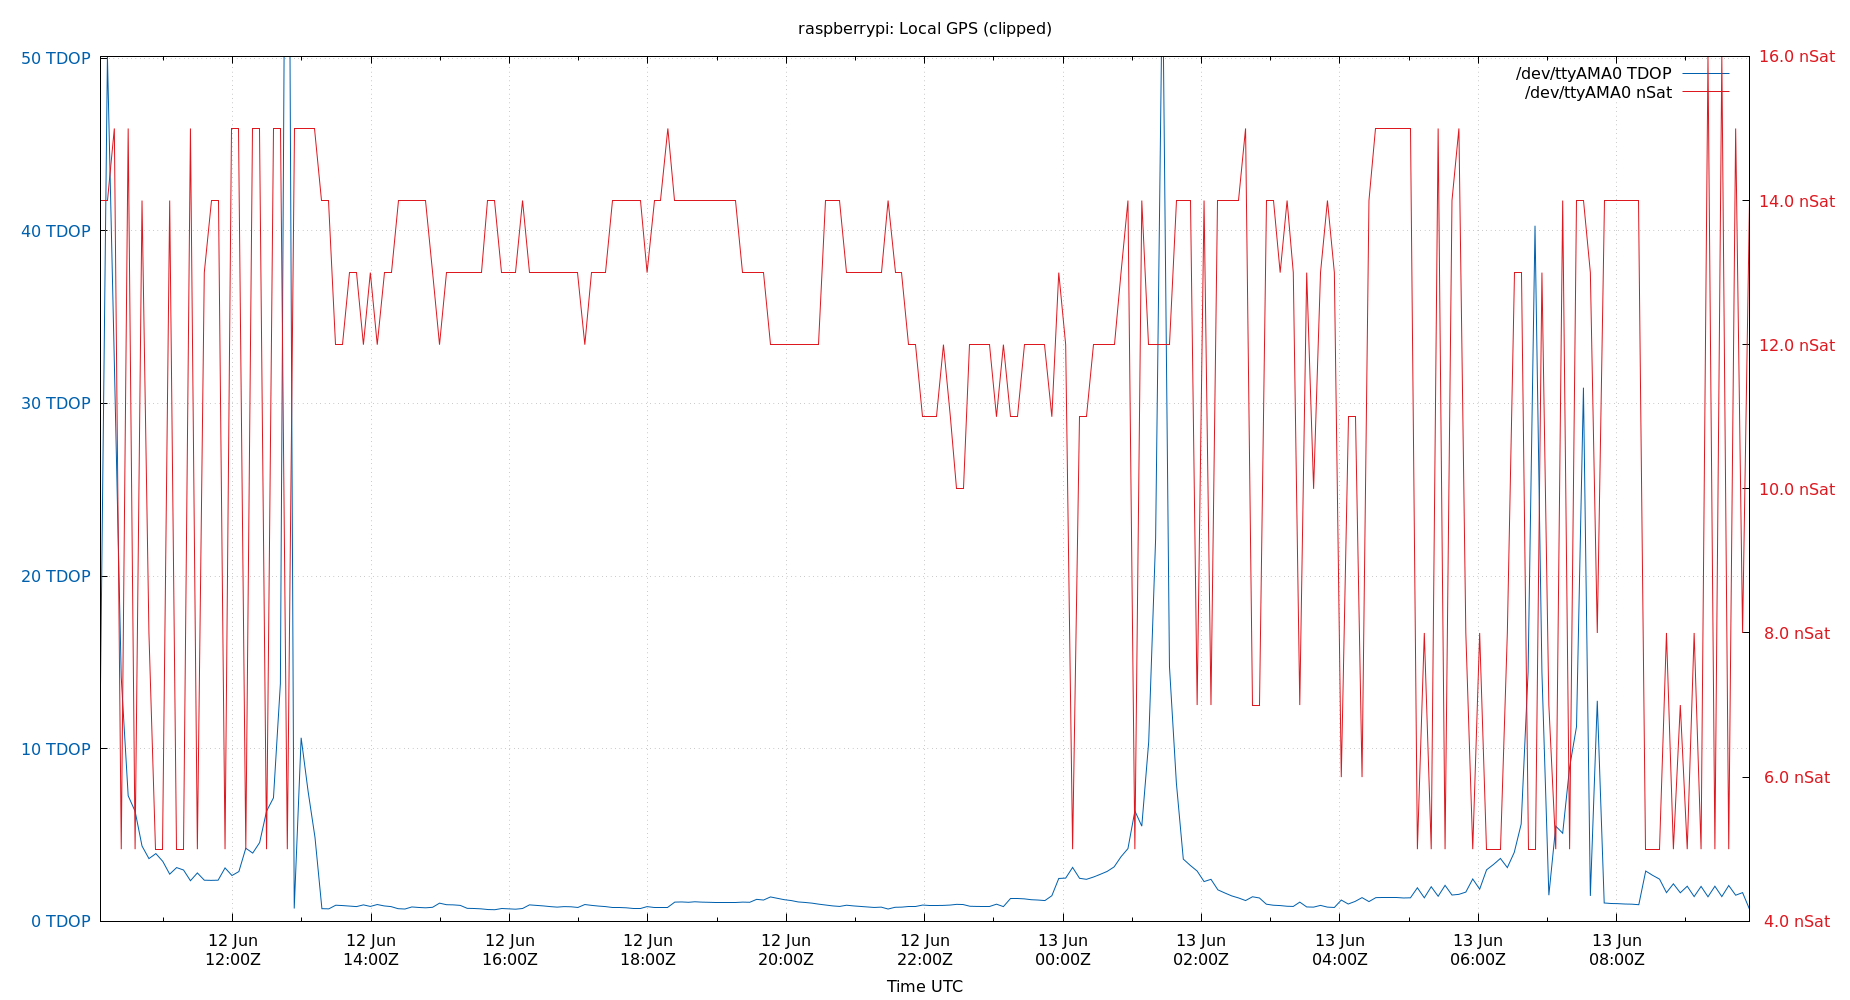 raspberrypi: Local GPS (clipped)
50 TDOP
40 TDOP
30 TDOP
20 TDOP
10 TDOP
0 TDOP
16.0 nSat
14.0 nSat
12.0 nSat
10.0 nSat
8.0 nSat
6.0 nSat
4.0 nSat
/dev/ttyAMA0 TDOP
/dev/ttyAMA0 nSat
12 Jun
12:00Z
12 Jun
14:00Z
12 Jun
16:00Z
12 Jun
18:00Z
12 Jun
20:00Z
12 Jun
22:00Z
13 Jun
00:00Z
13 Jun
02:00Z
13 Jun
04:00Z
13 Jun
06:00Z
13 Jun
08:00Z
Time UTC